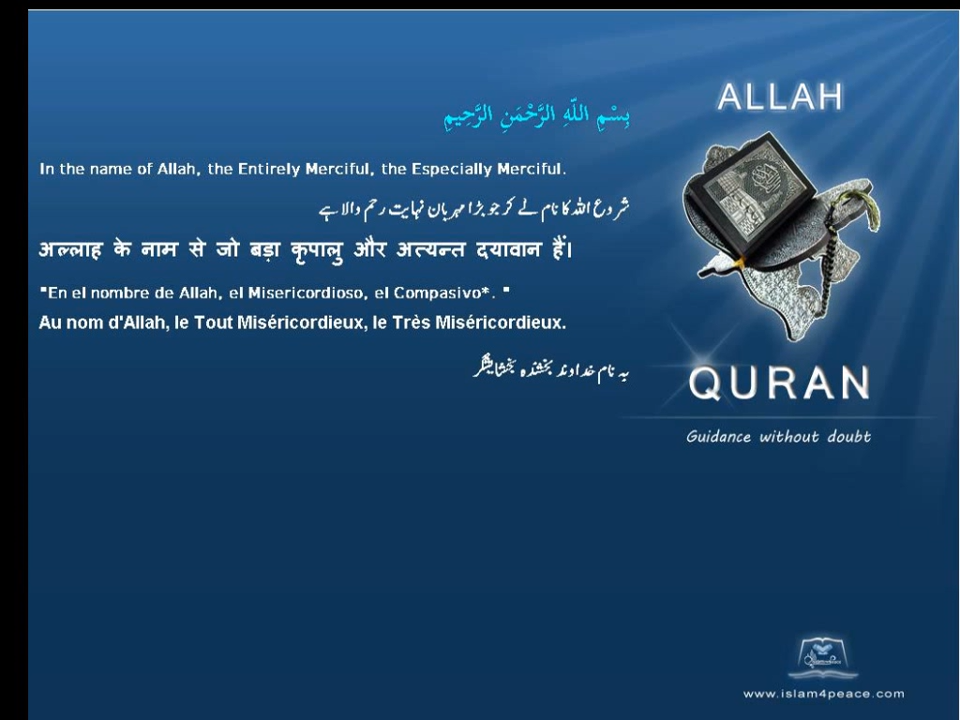 بِسْمِ اللَّهِ الرَّحْمَنِ الرَّحِيمِ
In the name of Allah, the Entirely Merciful, the Especially Merciful.
شروع اللہ کا نام لے کر جو بڑا مہربان نہایت رحم والا ہے
अल्लाह के नाम से जो बड़ा कृपालु और अत्यन्त दयावान हैं।
"En el nombre de Allah, el Misericordioso, el Compasivo*. "
Au nom d'Allah, le Tout Miséricordieux, le Très Miséricordieux.
به نام خداوند بخشنده بخشایشگر
ALLAH
QURAN
Guidance without doubt
www.islam4peace.com